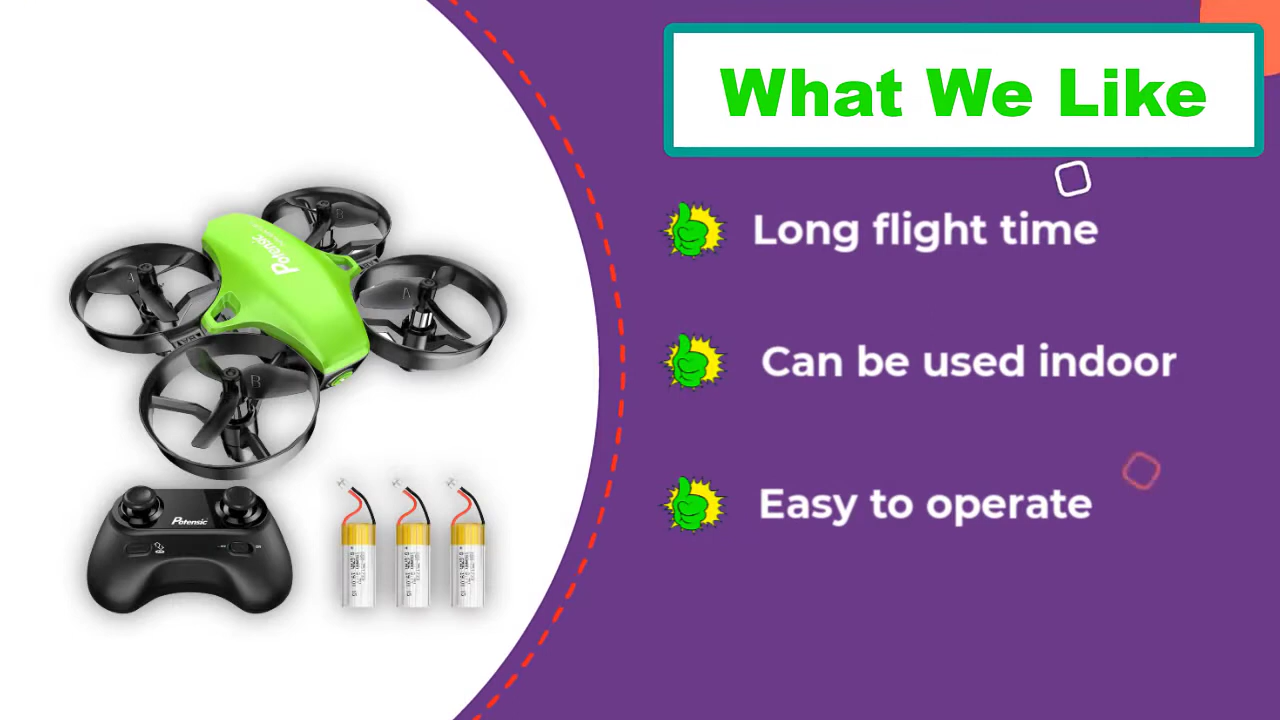 What We Like
Long flight time
Can be used indoor
Easy to operate
Potensic
A
B
A
B
Potensic